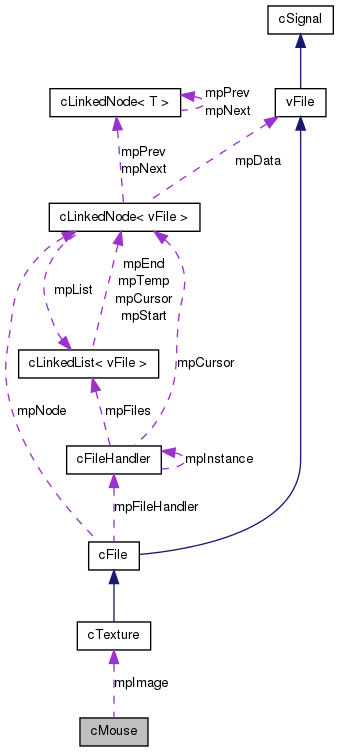 cSignal
cLinkedNode< T >
mpPrev
mpNext
vFile
mpPrev
mpNext
mpData
cLinkedNode< vFile >
mpList
mpEnd
mpTemp
mpCursor
mpStart
cLinkedList< vFile >
mpCursor
mpNode
mpFiles
cFileHandler
mpInstance
mpFileHandler
cFile
cTexture
mpImage
cMouse